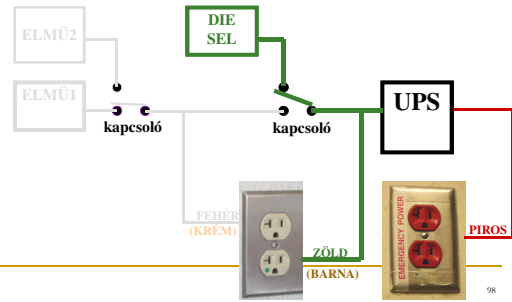 ELMÜ2
DIE
SEL
ELMÜ1
UPS
kapcsoló
kapcsoló
FEHÉR
(KRÉM)
ZÖLD
(BARNA)
EMERGENCY POWER
PIROS
98